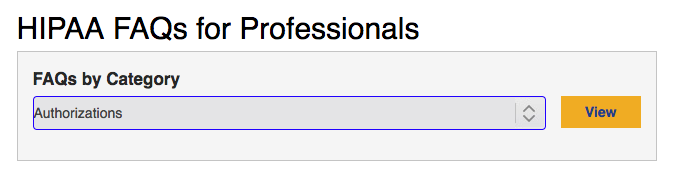 HIPAA FAQs for Professionals
FAQs by Category
Authorizations
View